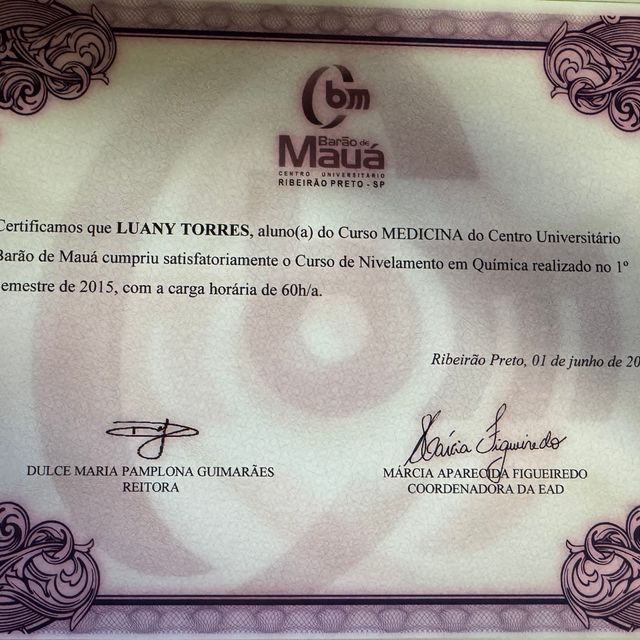 Cbm
Barão de
Mauá
CENTRO UNIVERSITÁRIO
RIBEIRÃO PRETO - SP
Certificamos que LUANY TORRES, aluno(a) do Curso MEDICINA do Centro Universitário
Barão de Mauá cumpriu satisfatoriamente o Curso de Nivelamento em Química realizado no 1º
semestre de 2015, com a carga horária de 60h/a.
Ribeirão Preto, 01 de junho de 20
Márcia Figueiredo
DULCE MARIA PAMPLONA GUIMARÃES
REITORA
MÁRCIA APARECIDA FIGUEIREDO
COORDENADORA DA EAD